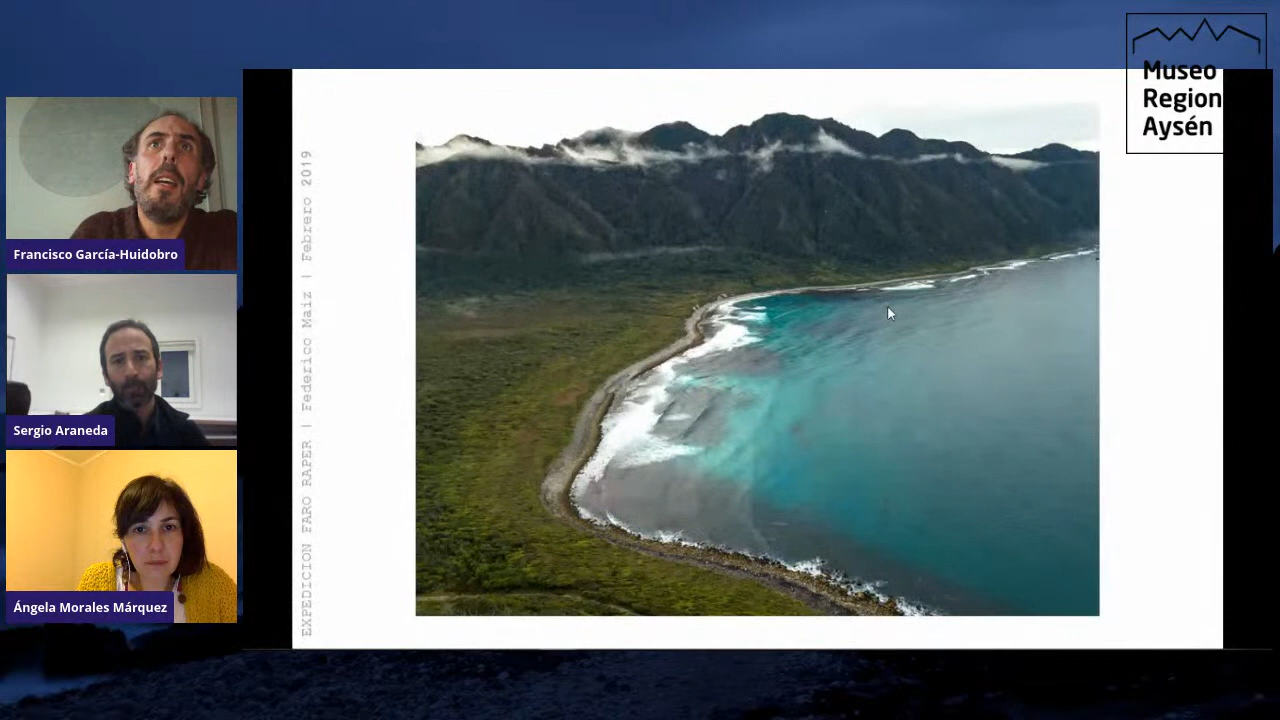 Museo
Region
Aysén
EXPEDICION FARO RAPER | Federico Maiz | Febrero 2019
Francisco García-Huidobro
Sergio Araneda
Ángela Morales Márquez